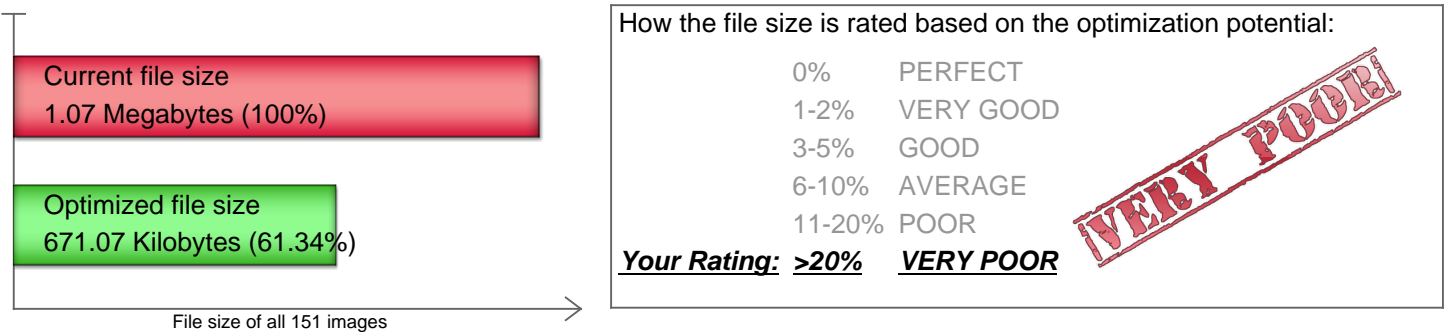 Current file size
1.07 Megabytes (100%)
Optimized file size
671.07 Kilobytes (61.34%)
File size of all 151 images
How the file size is rated based on the optimization potential:
0% PERFECT
1-2% VERY GOOD
3-5% GOOD
6-10% AVERAGE
11-20% POOR
Your Rating: >20% VERY POOR
VERY POOR